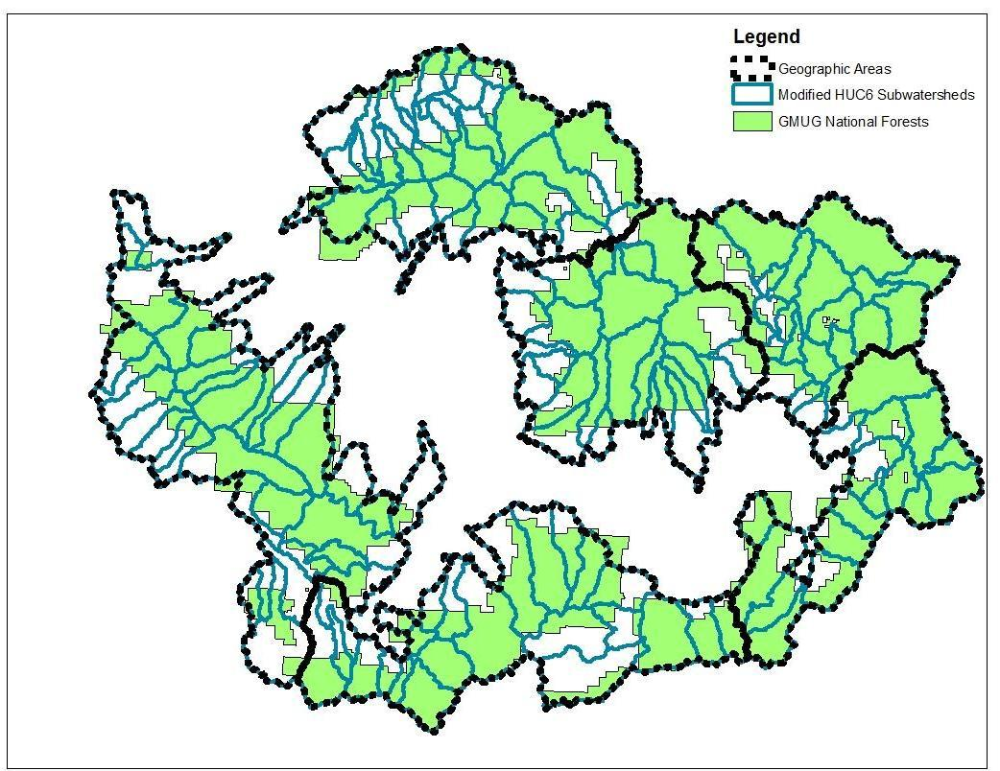 Legend
Geographic Areas
Modified HUC6 Subwatersheds
GMUG National Forests